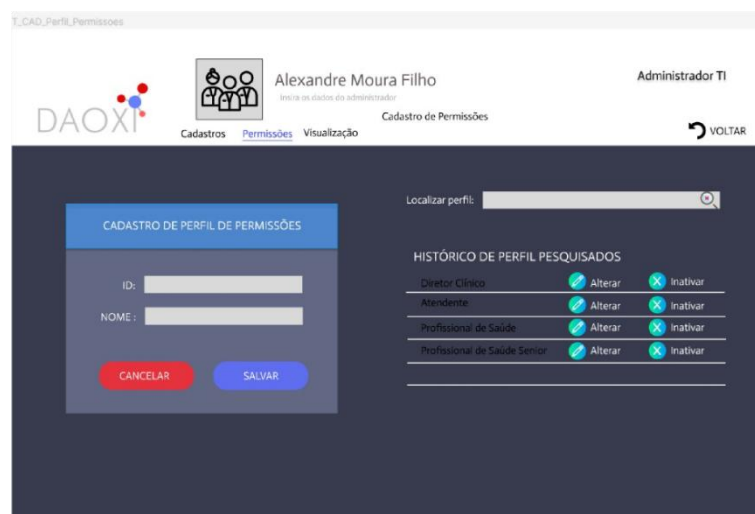 T_CAD_Perfil_Permissoes
Alexandre Moura Filho
Administrador TI
Insira os dados do administrador
DAOXI
Cadastro de Permissões
Cadastros Permissões Visualização
VOLTAR
Localizar perfil:
CADASTRO DE PERFIL DE PERMISSÕES
ID:
NOME :
CANCELAR
SALVAR
HISTÓRICO DE PERFIL PESQUISADOS
Diretor Clínico Alterar Inativar
Atendente Alterar Inativar
Profissional de Saúde Alterar Inativar
Profissional de Saúde Senior Alterar Inativar